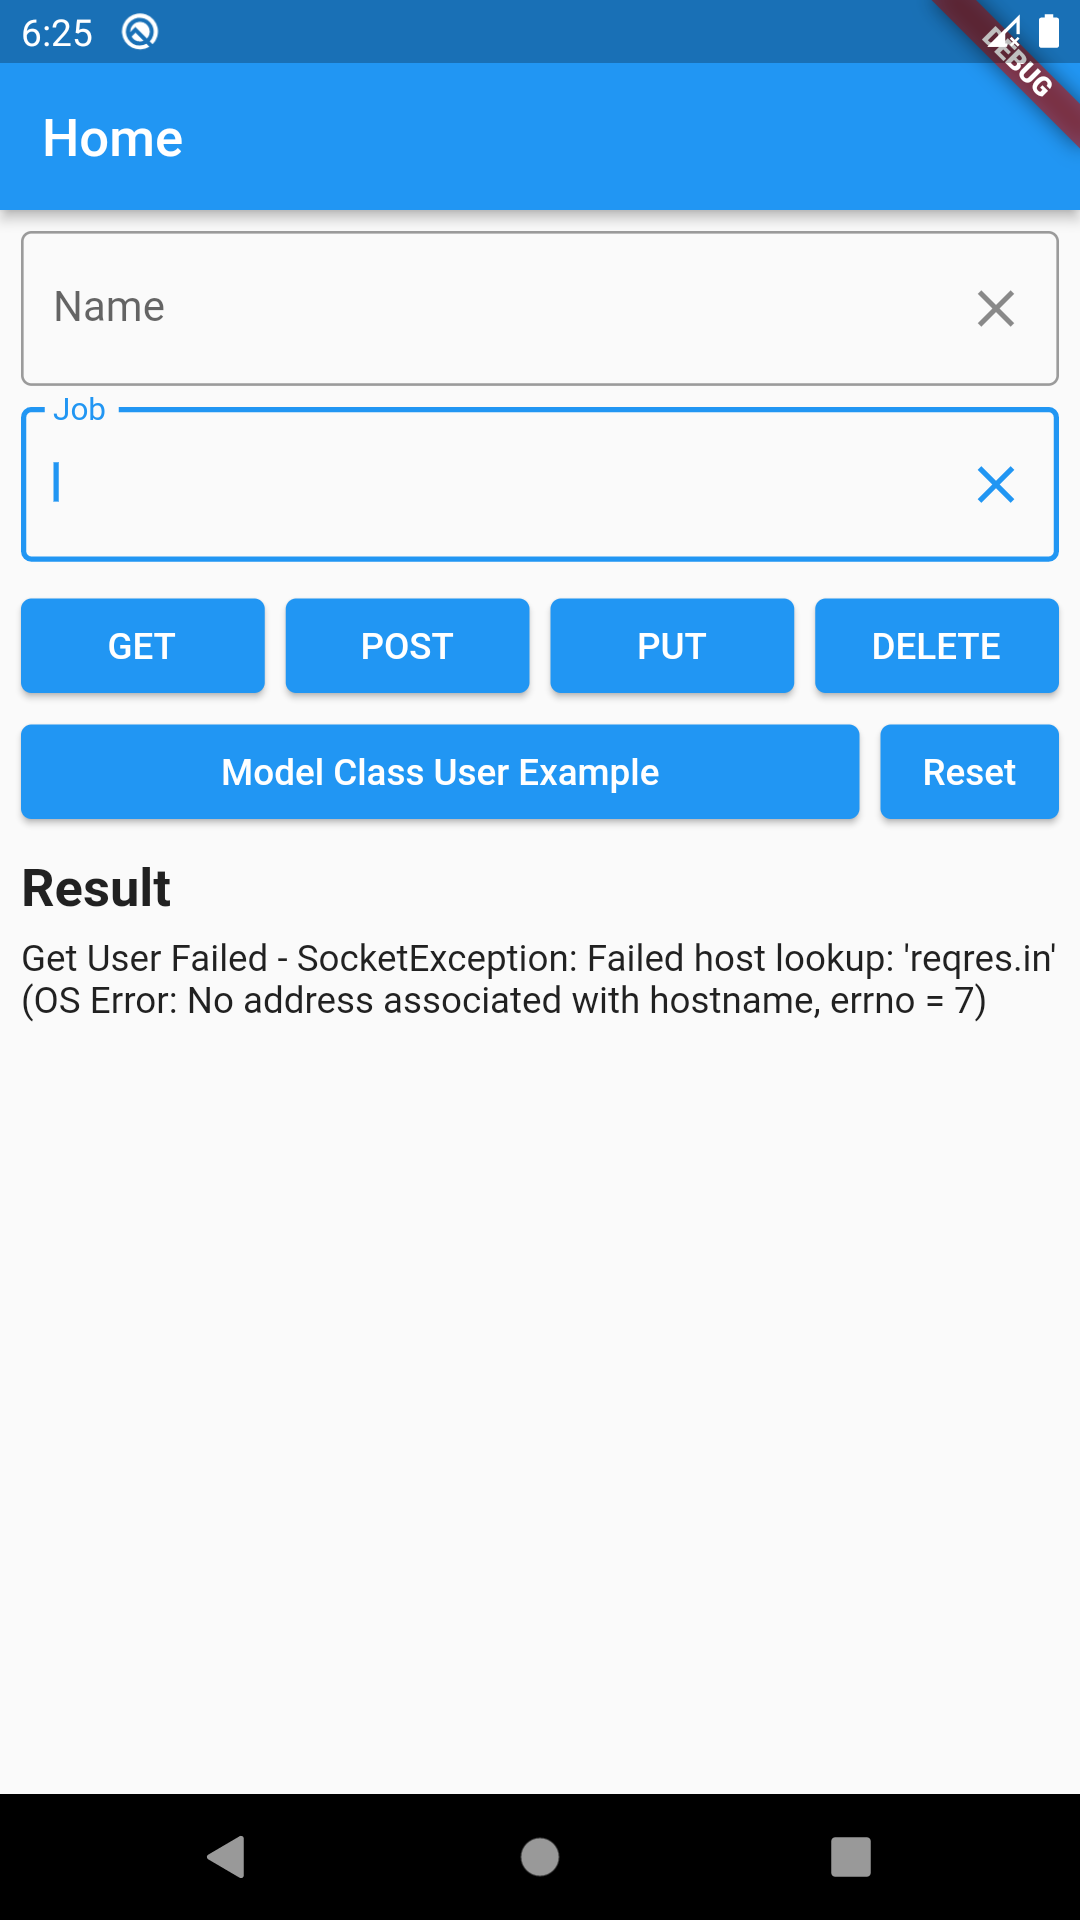 6:25
DEBUG
Home
Name
Job
GET POST PUT DELETE
Model Class User Example Reset
Result
Get User Failed - SocketException: Failed host lookup: 'reqres.in'
(OS Error: No address associated with hostname, errno = 7)